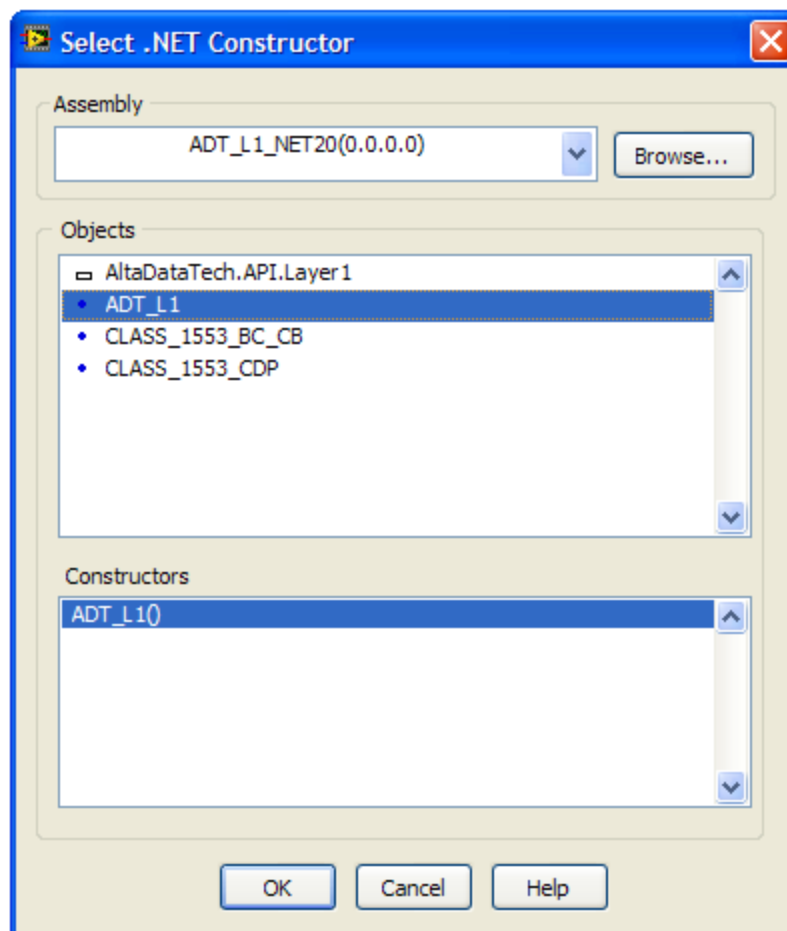 Select .NET Constructor
Assembly
ADT_L1_NET20(0.0.0.0)
Browse...
Objects
AltaDataTech.API.Layer1
ADT_L1
CLASS_1553_BC_CB
CLASS_1553_CDP
Constructors
ADT_L1()
OK Cancel Help